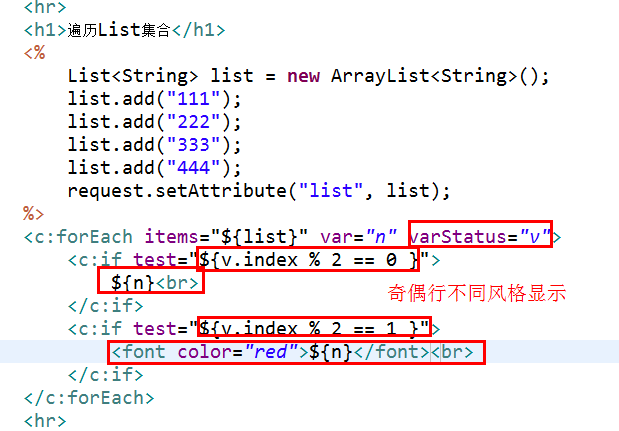 <hr>
<h1>遍历List集合</h1>
<%
List<String> list = new ArrayList<String>();
list.add("111");
list.add("222");
list.add("333");
list.add("444");
request.setAttribute("list", list);
%>
<c:forEach items="${list}" var="n" varStatus="v">
<c:if test="${v.index % 2 == 0 }">
${n}<br>
奇偶行不同风格显示
</c:if>
<c:if test="${v.index % 2 == 1 }">
<font color="red">${n}</font><br>
</c:if>
</c:forEach>
<hr>